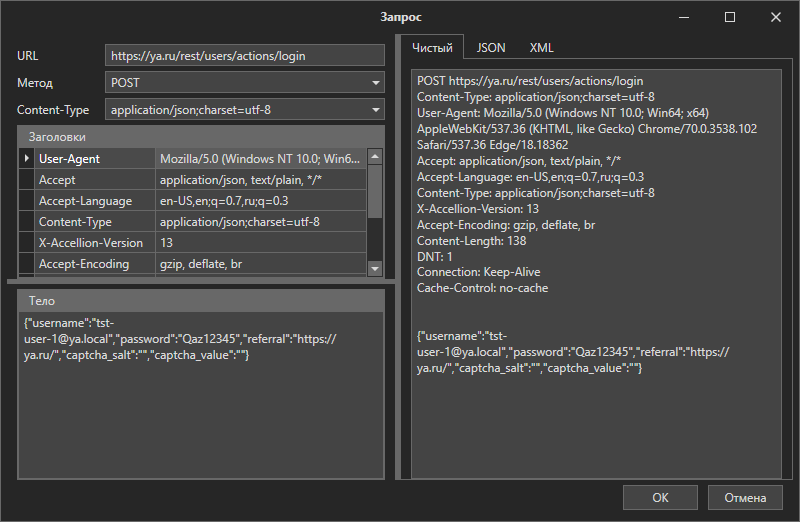 Запрос
URL https://ya.ru/rest/users/actions/login
Метод POST
Content-Type application/json;charset=utf-8
Заголовки
User-Agent Mozilla/5.0 (Windows NT 10.0; Win6...
Accept application/json, text/plain, */*
Accept-Language en-US,en;q=0.7,ru;q=0.3
Content-Type application/json;charset=utf-8
X-Accellion-Version 13
Accept-Encoding gzip, deflate, br
Тело
{"username":"tst-
user-1@ya.local","password":"Qaz12345","referral":"https://
ya.ru/","captcha_salt":"","captcha_value":""}
Чистый JSON XML
POST https://ya.ru/rest/users/actions/login
Content-Type: application/json;charset=utf-8
User-Agent: Mozilla/5.0 (Windows NT 10.0; Win64; x64)
AppleWebKit/537.36 (KHTML, like Gecko) Chrome/70.0.3538.102
Safari/537.36 Edge/18.18362
Accept: application/json, text/plain, */*
Accept-Language: en-US,en;q=0.7,ru;q=0.3
Content-Type: application/json;charset=utf-8
X-Accellion-Version: 13
Accept-Encoding: gzip, deflate, br
Content-Length: 138
DNT: 1
Connection: Keep-Alive
Cache-Control: no-cache
{"username":"tst-
user-1@ya.local","password":"Qaz12345","referral":"https://
ya.ru/","captcha_salt":"","captcha_value":""}
OK Отмена